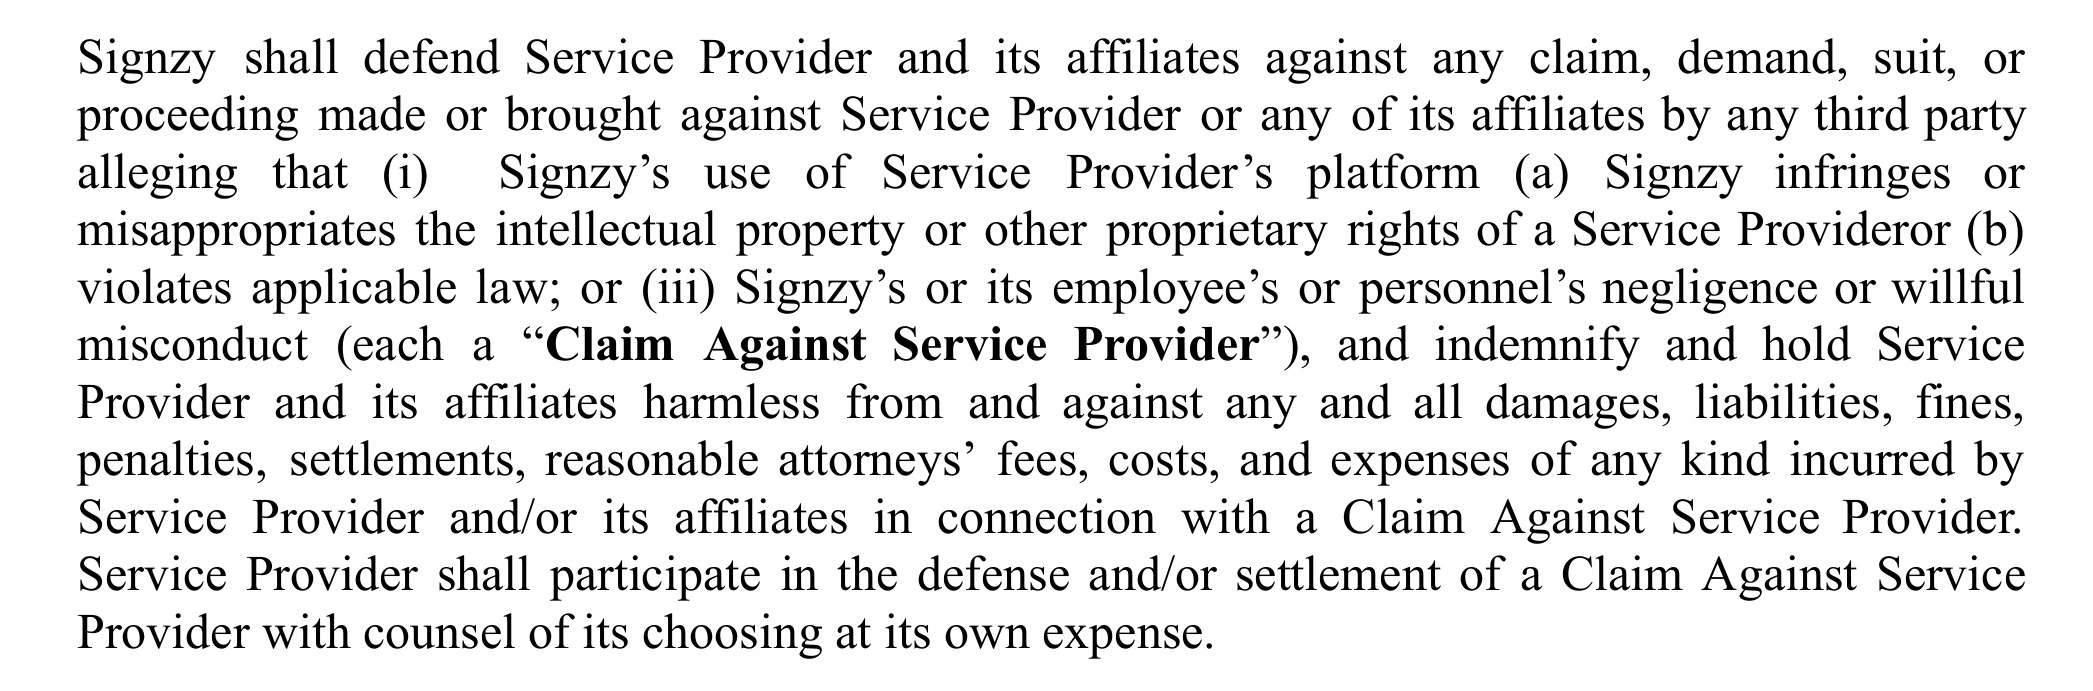 Signzy shall defend Service Provider and its affiliates against any claim, demand, suit, or
proceeding made or brought against Service Provider or any of its affiliates by any third party
alleging that (i) Signzy’s use of Service Provider’s platform (a) Signzy infringes or
misappropriates the intellectual property or other proprietary rights of a Service Provideror (b)
violates applicable law; or (iii) Signzy’s or its employee’s or personnel’s negligence or willful
misconduct (each a “Claim Against Service Provider”), and indemnify and hold Service
Provider and its affiliates harmless from and against any and all damages, liabilities, fines,
penalties, settlements, reasonable attorneys’ fees, costs, and expenses of any kind incurred by
Service Provider and/or its affiliates in connection with a Claim Against Service Provider.
Service Provider shall participate in the defense and/or settlement of a Claim Against Service
Provider with counsel of its choosing at its own expense.